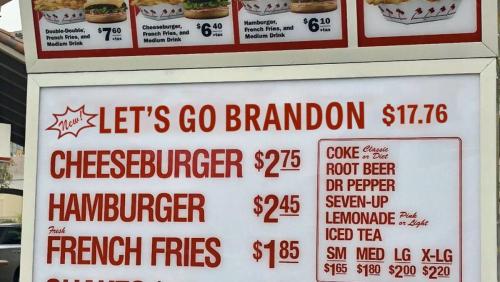 Double-Double,
French Fries, and
Medium Drink
$7.60
+tax
Cheeseburger,
French Fries, and
Medium Drink
$6.40
+tax
Hamburger,
French Fries, and
Medium Drink
$6.10
+tax
New! LET'S GO BRANDON $17.76
CHEESEBURGER $2.75
HAMBURGER $2.45
Fresh
FRENCH FRIES $1.85
COKE Classic or Diet
ROOT BEER
DR PEPPER
SEVEN-UP
LEMONADE Pink or Light
ICED TEA
SM MED LG X-LG
$1.65 $1.80 $2.00 $2.20